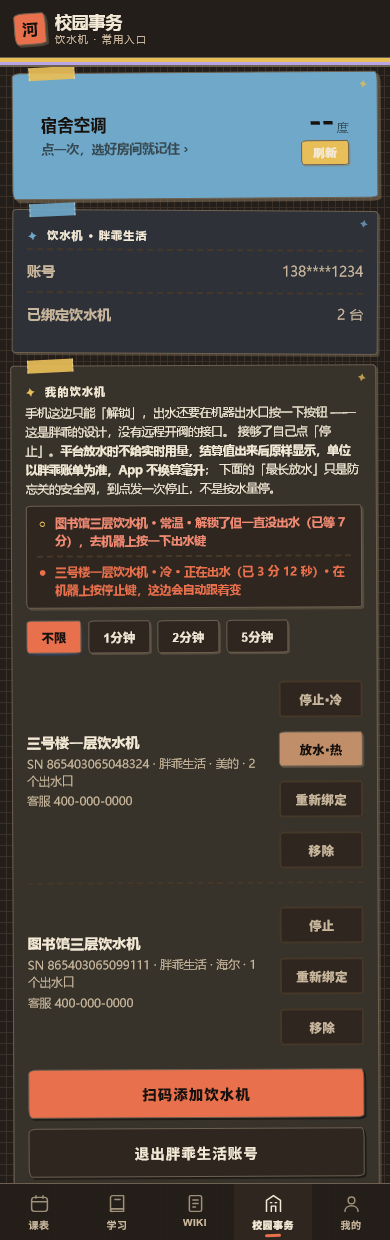 河
校园事务
饮水机 · 常用入口
宿舍空调
点一次，选好房间就记住 ›
-- 度
刷新
饮水机 • 胖乖生活
账号
138****1234
已绑定饮水机
2 台
我的饮水机
手机这边只能「解锁」，出水还要在机器出水口按一下按钮 ——
这是胖乖的设计，没有远程开阀的接口。 接够了自己点「停
止」。平台放水时不给实时用量，结算值出来后原样显示，单位
以胖乖账单为准，App 不换算毫升； 下面的「最长放水」只是防
忘关的安全网，到点发一次停止，不是按水量停。
图书馆三层饮水机 • 常温 • 解锁了但一直没出水（已等 7
分），去机器上按一下出水键
三号楼一层饮水机 • 冷 • 正在出水（已 3 分 12 秒）• 在
机器上按停止键，这边会自动跟着变
不限
1分钟
2分钟
5分钟
停止·冷
三号楼一层饮水机
SN 865403065048324 · 胖乖生活 · 美的 · 2
个出水口
客服 400-000-0000
放水·热
重新绑定
移除
图书馆三层饮水机
SN 865403065099111 · 胖乖生活 · 海尔 · 1
个出水口
客服 400-000-0000
停止
重新绑定
移除
扫码添加饮水机
退出胖乖生活账号
课表
学习
WIKI
校园事务
我的